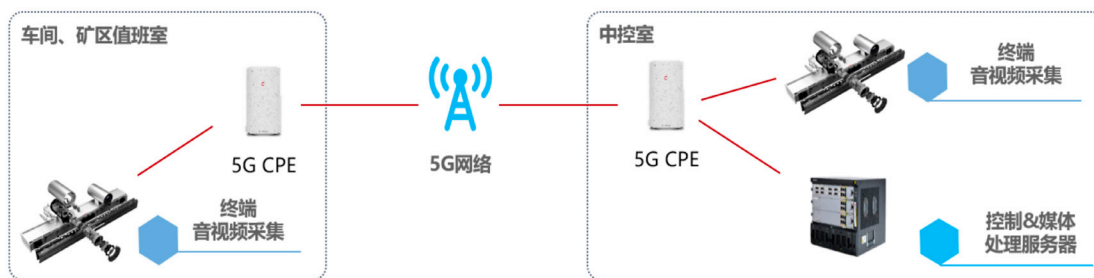 车间、矿区值班室
中控室
终端
音视频采集
5G CPE
5G网络
5G CPE
终端
音视频采集
控制&媒体
处理服务器